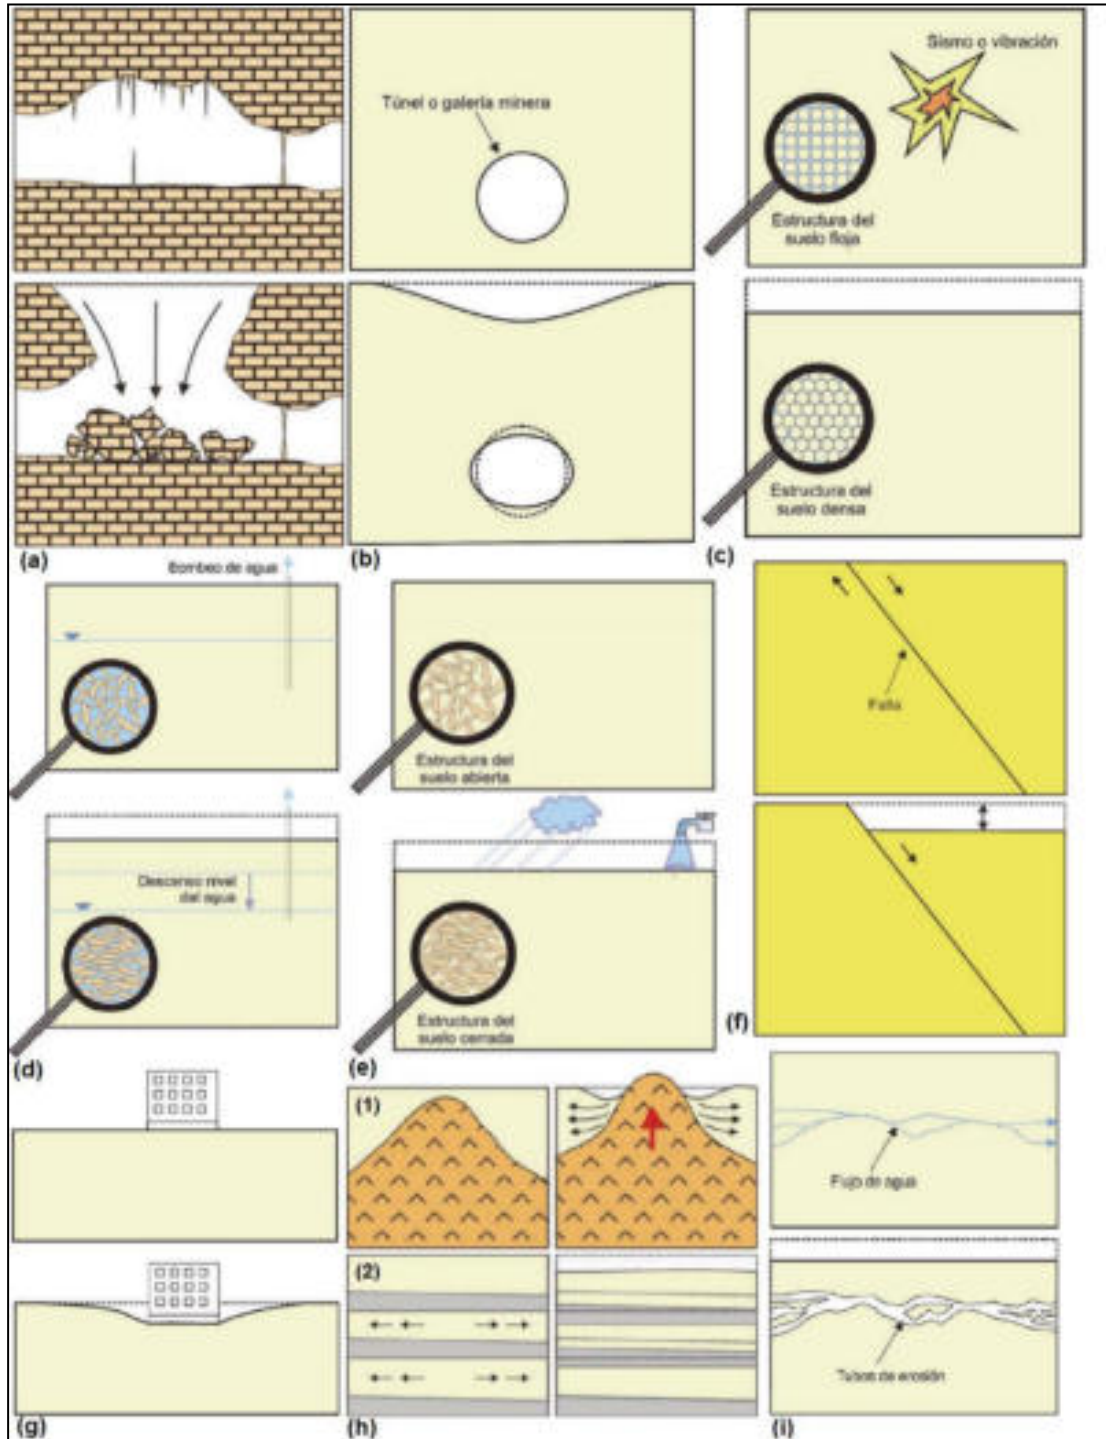 Túnel o galería minera
Sismo o vibración
Estructura del
suelo floja
Estructura del
suelo densa
(a)
(b)
(c)
Bombeo de agua
Estructura del
suelo abierta
Falla
Descenso nivel
del agua
Estructura del
suelo cerrada
(d)
(e)
(f)
(1)
Flujo de agua
(2)
Tubos de erosión
(g)
(h)
(i)